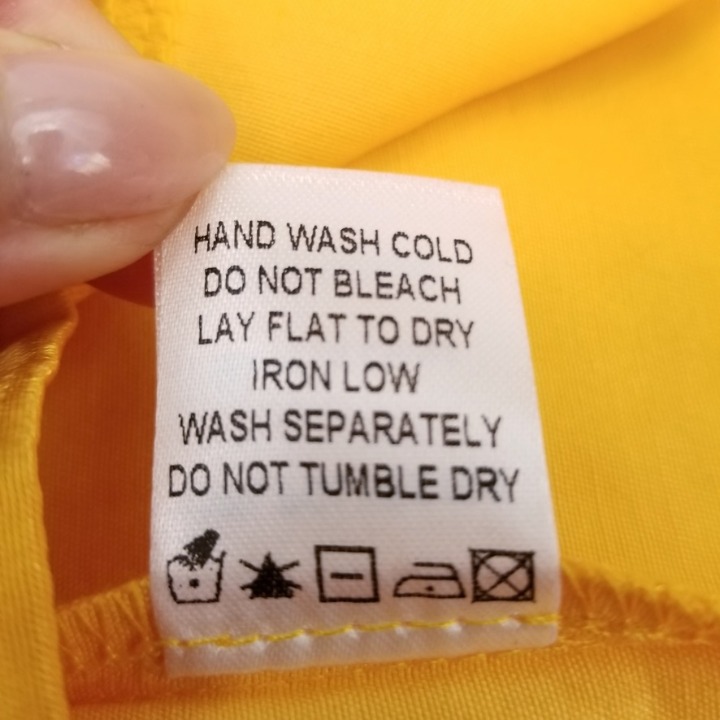 HAND WASH COLD
DO NOT BLEACH
LAY FLAT TO DRY
IRON LOW
WASH SEPARATELY
DO NOT TUMBLE DRY